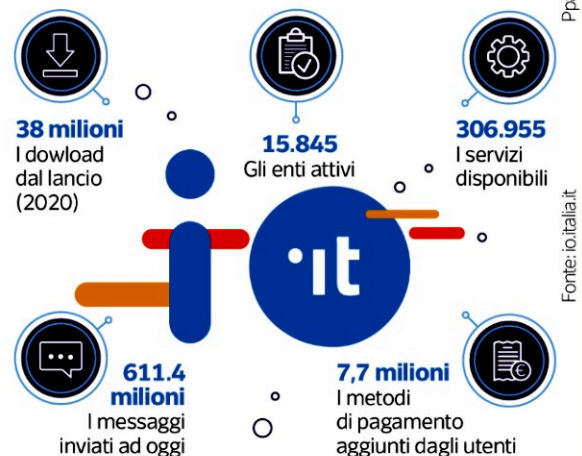 38 milioni
I dowload
dal lancio
(2020)
15.845
Gli enti attivi
306.955
I servizi
disponibili
io
it
611.4
milioni
I messaggi
inviati ad oggi
7,7 milioni
I metodi
di pagamento
aggiunti dagli utenti
€
Fonte: io.italia.it